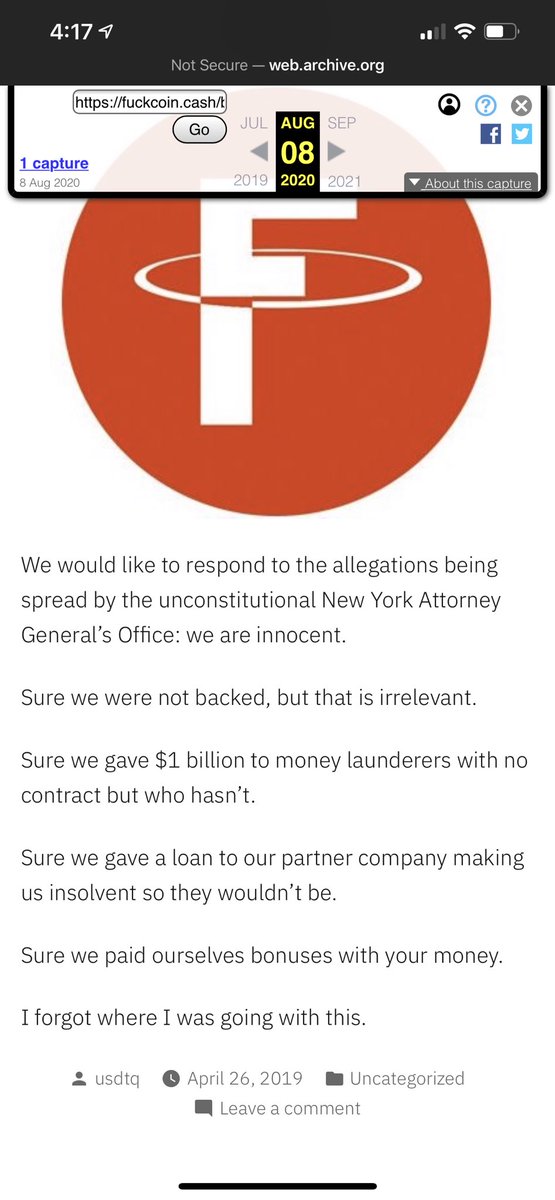 4:17
Not Secure — web.archive.org
https://fuckcoin.cash/b
Go
JUL AUG SEP
08
2019 2020 2021
1 capture
8 Aug 2020
About this capture
We would like to respond to the allegations being
spread by the unconstitutional New York Attorney
General’s Office: we are innocent.
Sure we were not backed, but that is irrelevant.
Sure we gave $1 billion to money launderers with no
contract but who hasn’t.
Sure we gave a loan to our partner company making
us insolvent so they wouldn’t be.
Sure we paid ourselves bonuses with your money.
I forgot where I was going with this.
usdtq April 26, 2019 Uncategorized
Leave a comment